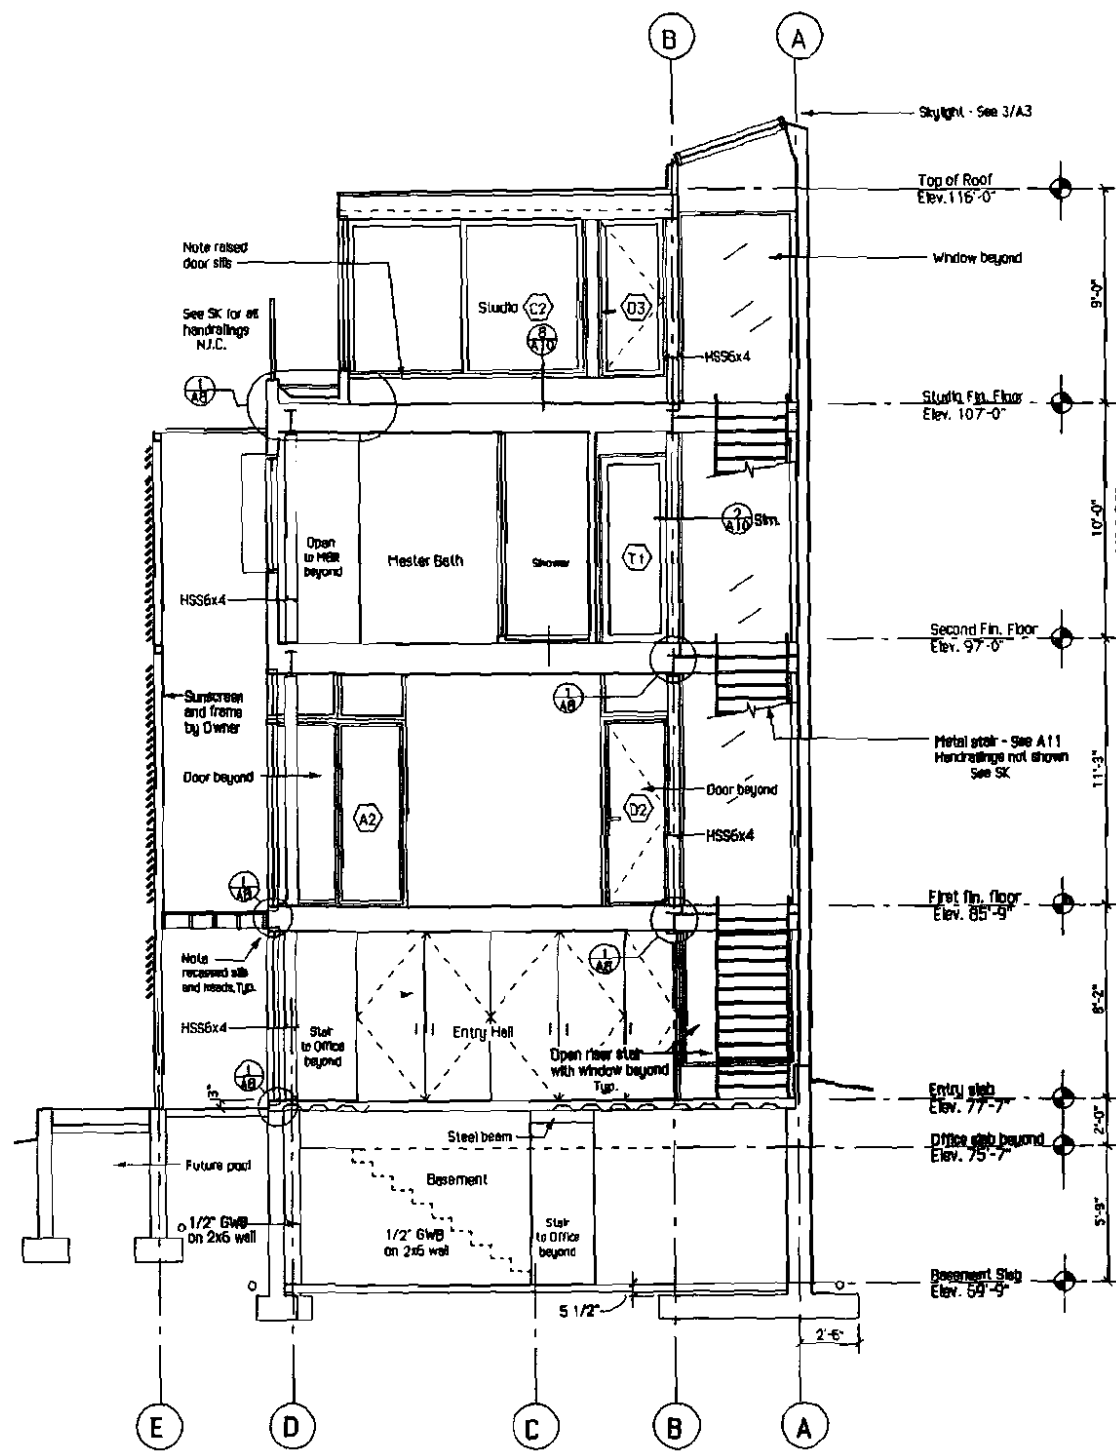 B
A
Skylight - See 3/A3
Top of Roof
Elev. 116'-0"
Note raised
door sills
Window beyond
9'-0"
See SK for all
handrailings
N.I.C.
Studio
C2
D3
8
A10
HSS6x4
1
A8
Studio Fin. Floor
Elev. 107'-0"
2
A10
Sim.
10'-0"
Open
to MBR
beyond
Master Bath
Shower
T1
HSS6x4
Second Fin. Floor
Elev. 97'-0"
Sunscreen
and frame
by Owner
1
A8
Metal stair - See A11
Handrailings not shown
See SK
11'-3"
Door beyond
A2
D2
Door beyond
HSS6x4
1
A8
First fin. floor
Elev. 85'-9"
Note
recessed sills
and heads, Typ.
1
A8
8'-2"
HSS6x4
Stair
to Office
beyond
Entry Hall
Open riser stair
with window beyond
Typ.
1
A8
3"
Entry slab
Elev. 77'-7"
2'-0"
Steel beam
Office slab beyond
Elev. 75'-7"
Future pool
Basement
5'-9"
1/2" GWB
on 2x6 wall
1/2" GWB
on 2x6 wall
Stair
to Office
beyond
Basement Slab
Elev. 69'-9"
5 1/2"
2'-6"
E
D
C
B
A